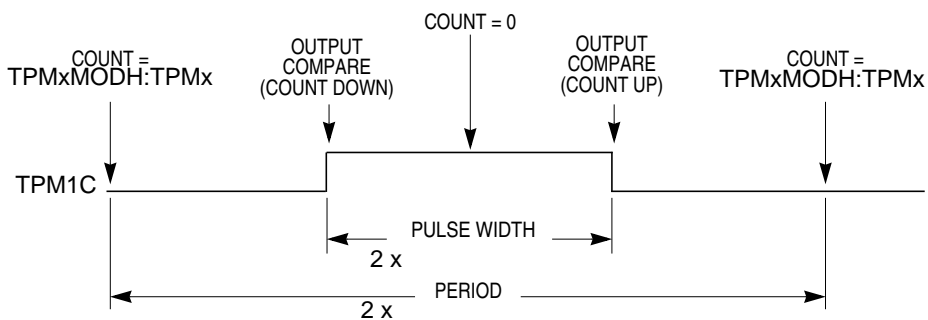 COUNT = 0
COUNT =
TPMxMODH:TPMx
OUTPUT
COMPARE
(COUNT DOWN)
OUTPUT
COMPARE
(COUNT UP)
COUNT =
TPMxMODH:TPMx
TPM1C
PULSE WIDTH
2 x
PERIOD
2 x